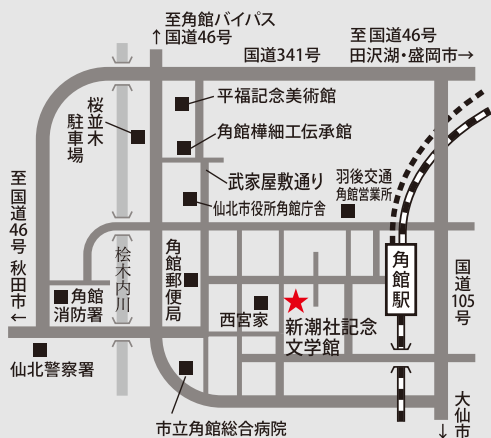 至角館バイパス
↑国道46号
国道341号
至 国道46号
田沢湖・盛岡市→
桜並木
駐車場
平福記念美術館
角館樺細工伝承館
武家屋敷通り
仙北市役所角館庁舎
羽後交通
角館営業所
至国道46号 秋田市←
桧木内川
角館
消防署
角館郵便局
西宮家
新潮社記念
文学館
角館駅
国道105号
仙北警察署
市立角館総合病院
大仙市↓